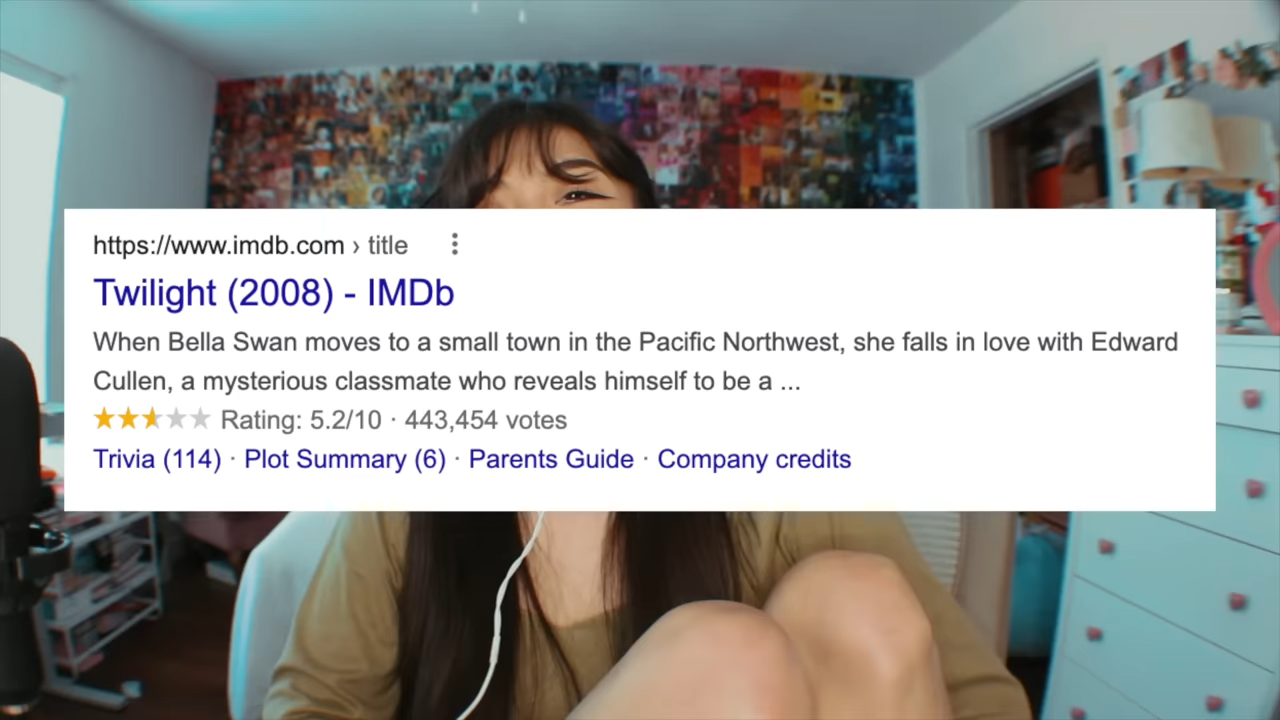 https://www.imdb.com › title
Twilight (2008) - IMDb
When Bella Swan moves to a small town in the Pacific Northwest, she falls in love with Edward
Cullen, a mysterious classmate who reveals himself to be a ...
Rating: 5.2/10 · 443,454 votes
Trivia (114) · Plot Summary (6) · Parents Guide · Company credits